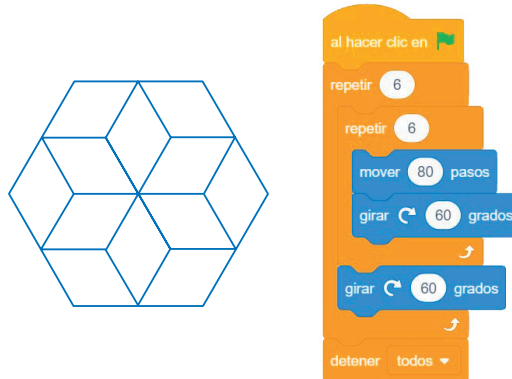 al hacer clic en
repetir 6
repetir 6
mover 80 pasos
girar 60 grados
girar 60 grados
detener todos